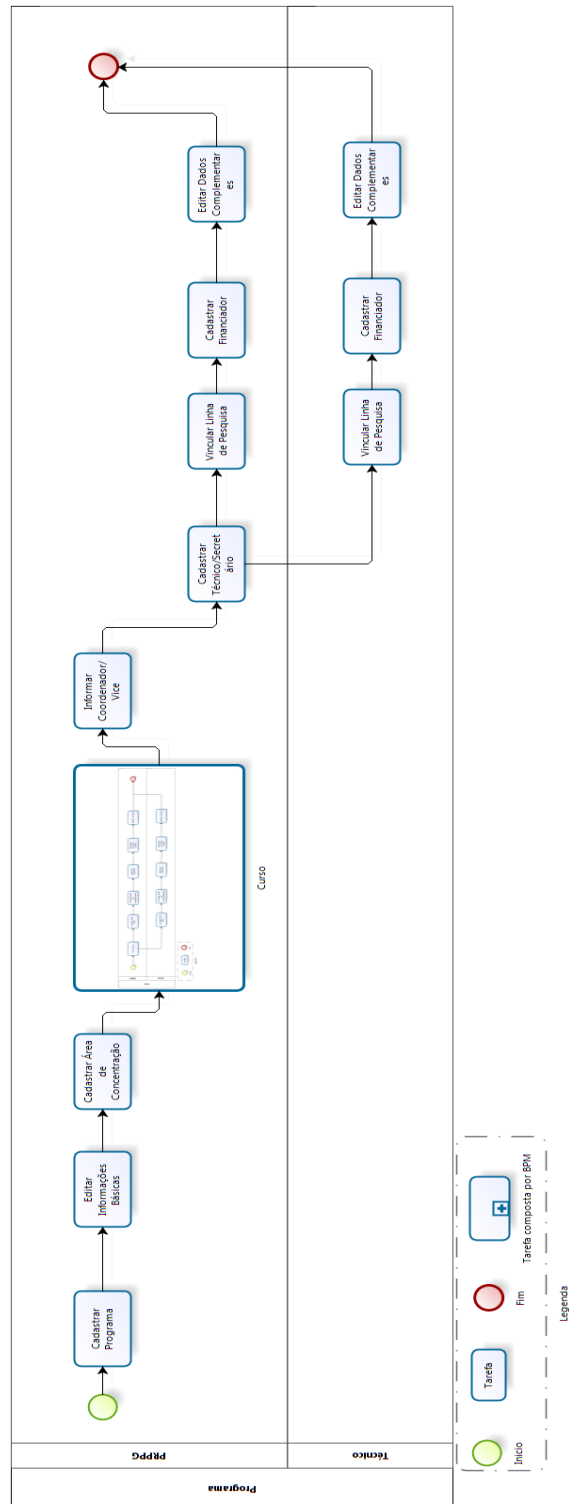 Programa
PRPPG
Técnico
Cadastrar
Programa
Editar
Informações
Básicas
Cadastrar Área
de
Concentração
Curso
Informar
Coordenador/
Vice
Cadastrar
Técnico/Secret
ário
Vincular Linha
de Pesquisa
Cadastrar
Financiador
Editar Dados
Complementar
es
Vincular Linha
de Pesquisa
Cadastrar
Financiador
Editar Dados
Complementar
es
Inicio
Tarefa
Fim
Tarefa composta por BPM
Legenda